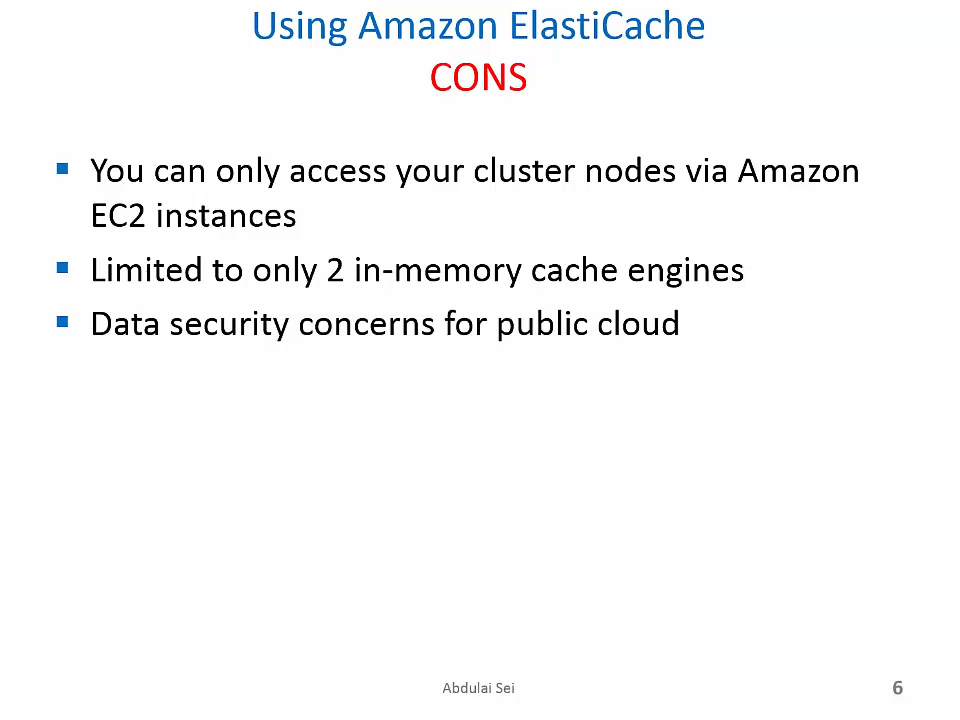 Using Amazon ElastiCache
CONS
▪ You can only access your cluster nodes via Amazon
EC2 instances
▪ Limited to only 2 in-memory cache engines
▪ Data security concerns for public cloud
Abdulai Sei
6